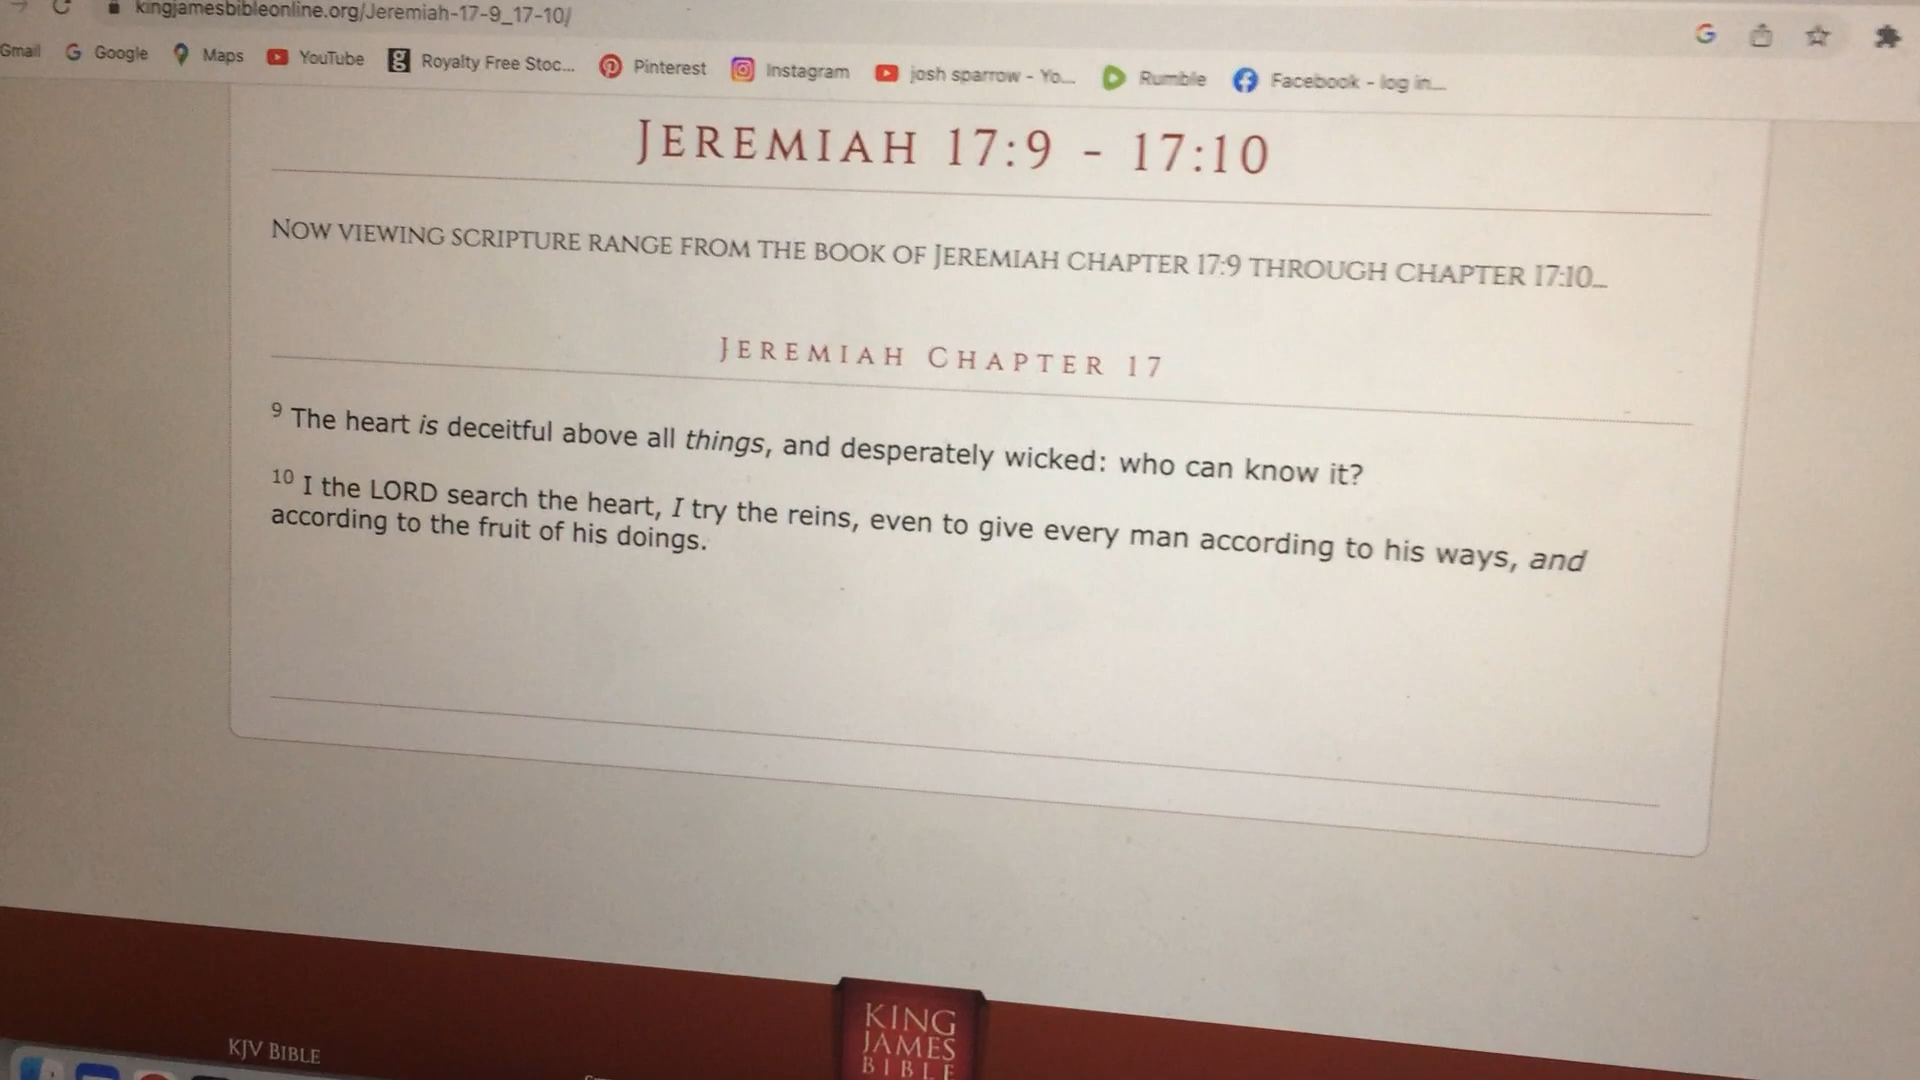 kingjamesbibleonline.org/Jeremiah-17-9_17-10/
Gmail Google Maps YouTube Royalty Free Stoc... Pinterest Instagram josh sparrow - Yo... Rumble Facebook - log in...
JEREMIAH 17:9 - 17:10
NOW VIEWING SCRIPTURE RANGE FROM THE BOOK OF JEREMIAH CHAPTER 17:9 THROUGH CHAPTER 17:10...
JEREMIAH CHAPTER 17
9 The heart is deceitful above all things, and desperately wicked: who can know it?
10 I the LORD search the heart, I try the reins, even to give every man according to his ways, and
according to the fruit of his doings.
KING
JAMES
BIBLE
KJV BIBLE